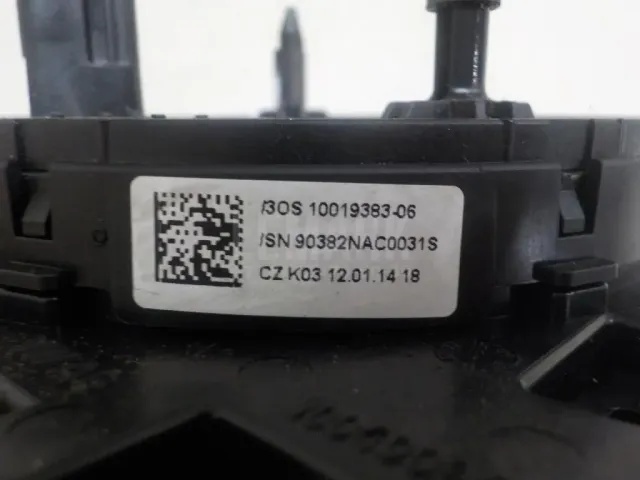 /3OS 10019383-06
/SN 90382NAC0031S
CZ K03 12.01.14 18